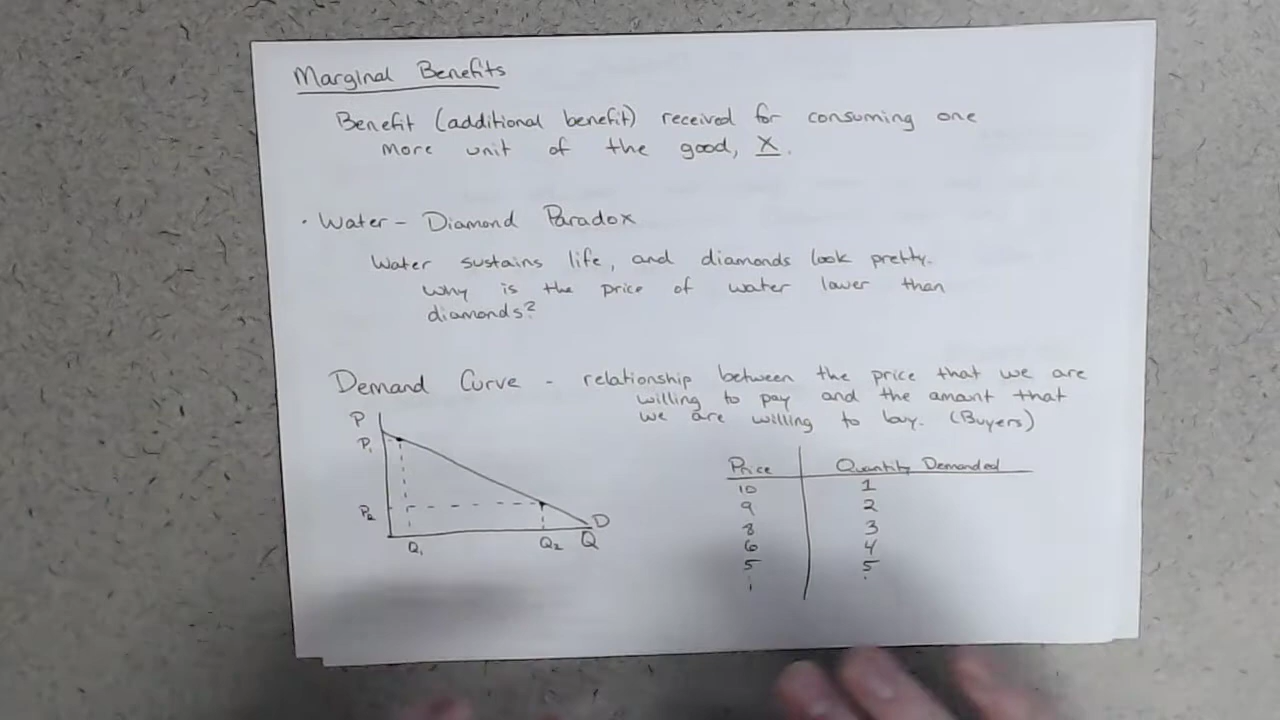 Marginal Benefits
Benefit (additional benefit) received for consuming one
more unit of the good, X.
• Water - Diamond Paradox
Water sustains life, and diamonds look pretty.
Why is the price of water lower than
diamonds?
Demand Curve - relationship between the price that we are
willing to pay and the amount that
we are willing to buy. (Buyers)
P
P₁
P₂
Q₁ Q₂ Q
D
Price Quantity Demanded
10 1
9 2
8 3
6 4
5 5